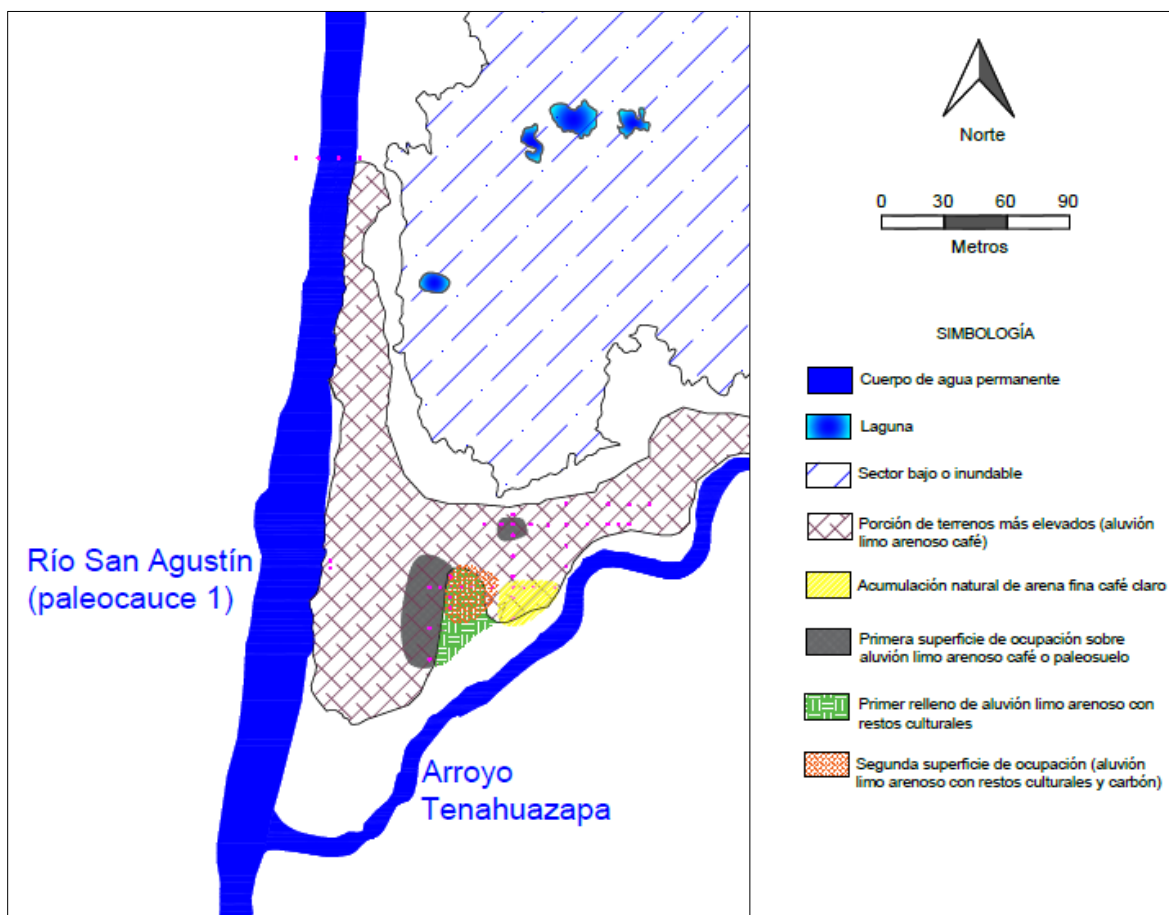 Río San Agustín
(paleocauce 1)
Arroyo
Tenahuazapa
Norte
0 30 60 90
Metros
SIMBOLOGÍA
Cuerpo de agua permanente
Laguna
Sector bajo o inundable
Porción de terrenos más elevados (aluvión
limo arenoso café)
Acumulación natural de arena fina café claro
Primera superficie de ocupación sobre
aluvión limo arenoso café o paleosuelo
Primer relleno de aluvión limo arenoso con
restos culturales
Segunda superficie de ocupación (aluvión
limo arenoso con restos culturales y carbón)